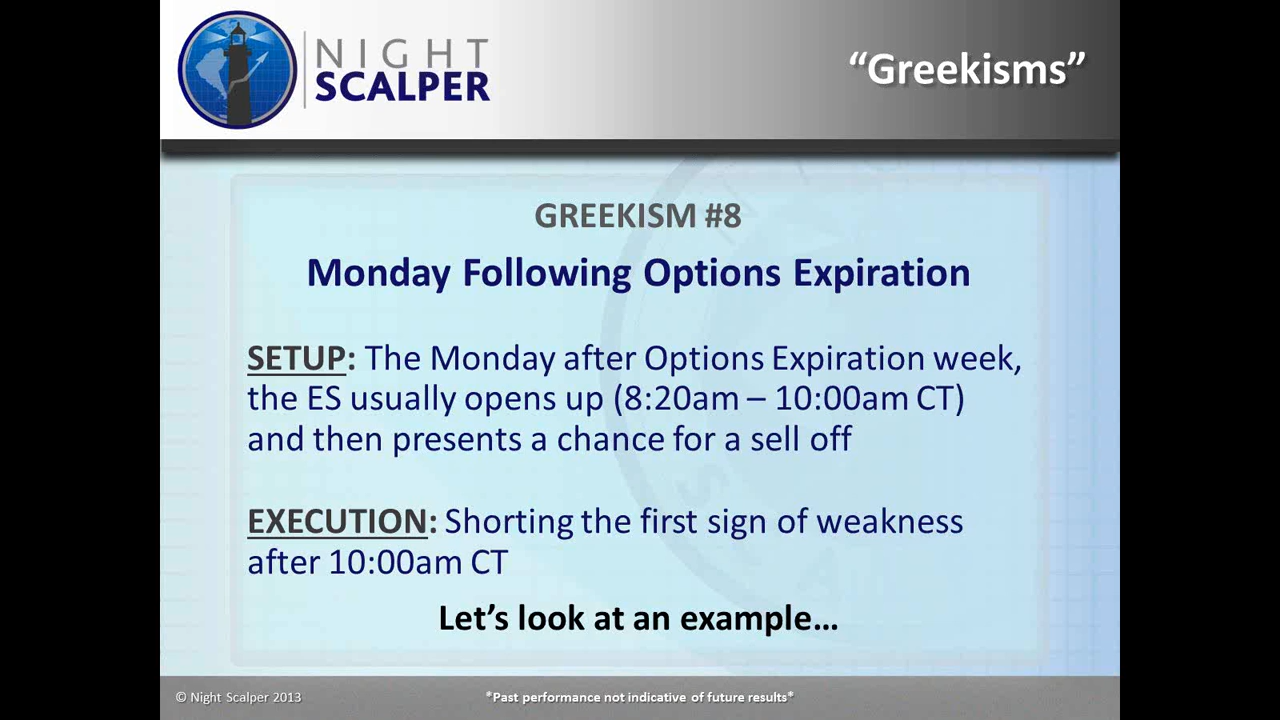 NIGHT
SCALPER
“Greekisms”
GREEKISM #8
Monday Following Options Expiration
SETUP: The Monday after Options Expiration week,
the ES usually opens up (8:20am – 10:00am CT)
and then presents a chance for a sell off
EXECUTION: Shorting the first sign of weakness
after 10:00am CT
Let’s look at an example…
© Night Scalper 2013
*Past performance not indicative of future results*